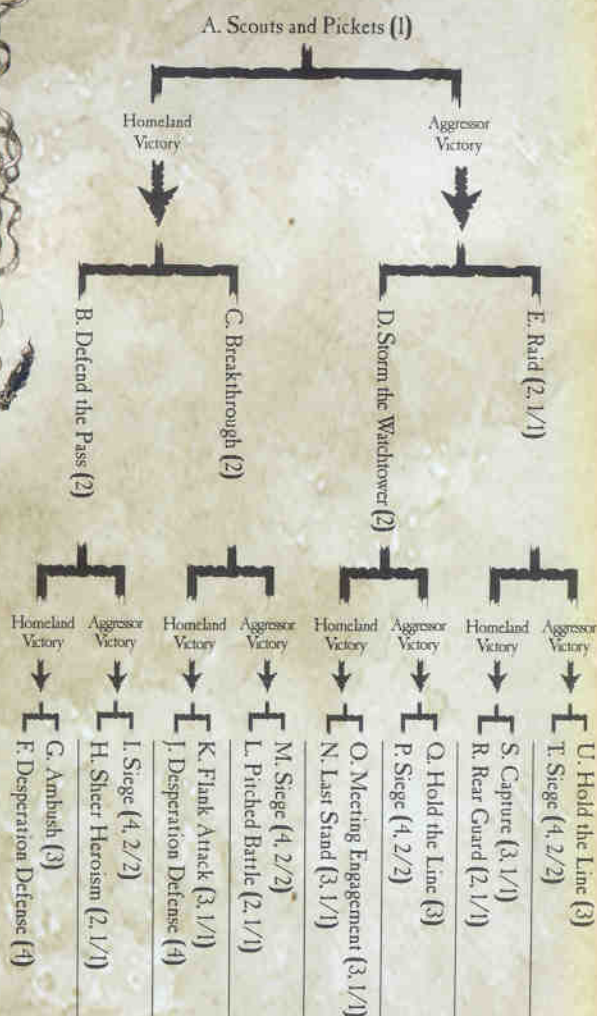 A. Scouts and Pickets (1)
Homeland
Victory
Aggressor
Victory
B. Defend the Pass (2)
C. Breakthrough (2)
D. Storm the Watchtower (2)
E. Raid (2, 1/1)
Homeland
Victory
Aggressor
Victory
Homeland
Victory
Aggressor
Victory
Homeland
Victory
Aggressor
Victory
Homeland
Victory
Aggressor
Victory
F. Desperation Defense (4)
G. Ambush (3)
H. Sheer Heroism (2, 1/1)
I. Siege (4, 2/2)
J. Desperation Defense (4)
K. Flank Attack (3, 1/1)
L. Pitched Battle (2, 1/1)
M. Siege (4, 2/2)
N. Last Stand (3, 1/1)
O. Meeting Engagement (3, 1/1)
P. Siege (4, 2/2)
Q. Hold the Line (3)
R. Rear Guard (2, 1/1)
S. Capture (3, 1/1)
T. Siege (4, 2/2)
U. Hold the Line (3)